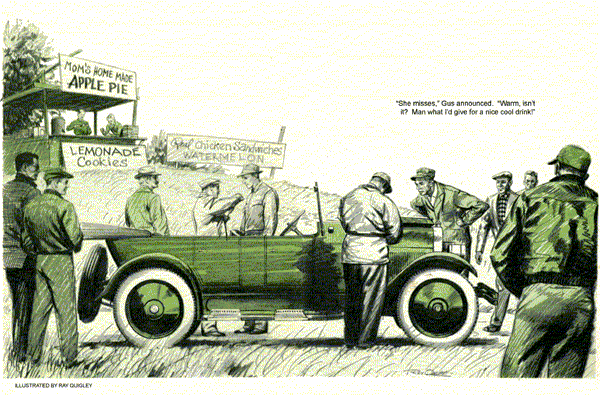 MOM'S HOME MADE
APPLE PIE
LEMONADE
Cookies
Real Chicken Sandwiches
WATERMELON
"She misses," Gus announced. "Warm, isn't
it? Man what I'd give for a nice cool drink!"
ILLUSTRATED BY RAY QUIGLEY